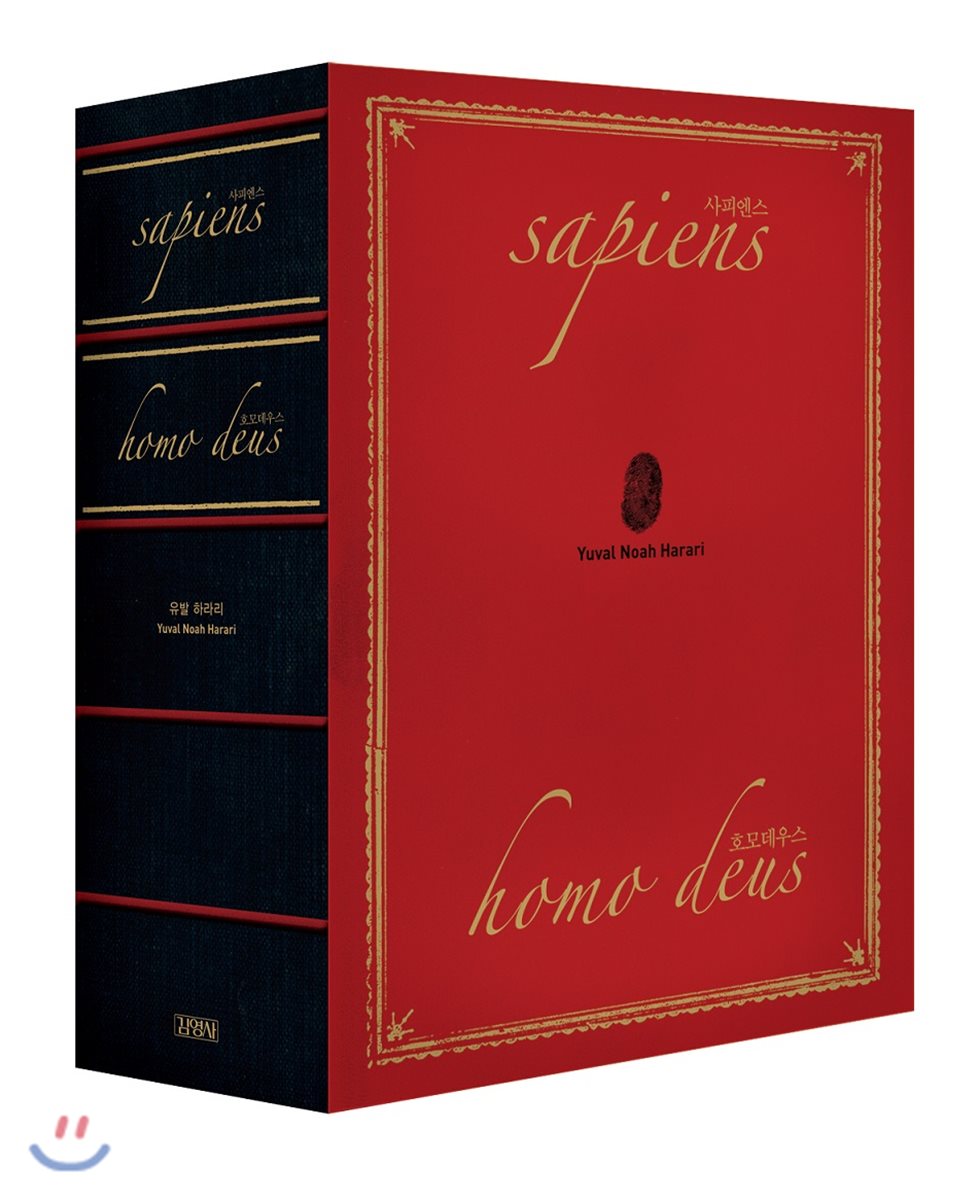 사피엔스
sapiens
호모데우스
homo deus
유발 하라리
Yuval Noah Harari
김영사
사피엔스
sapiens
Yuval Noah Harari
호모데우스
homo deus